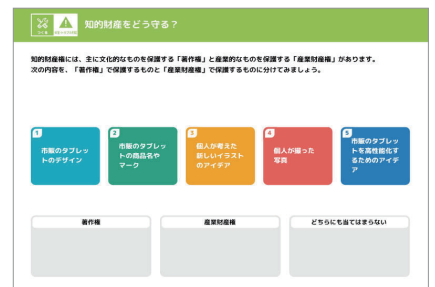 知的財産をどう守る？
知的財産権には、主に文化的なものを保護する「著作権」と産業的なものを保護する「産業財産権」があります。
次の内容を、「著作権」で保護するものと「産業財産権」で保護するものに分けてみましょう。
1
市販のタブレッ
トのデザイン
2
市販のタブレッ
トの商品名や
マーク
3
個人が考えた
新しいイラスト
のアイデア
4
個人が撮った
写真
5
市販のタブレッ
トを高性能化す
るためのアイデ
ア
著作権
産業財産権
どちらにも当てはまらない